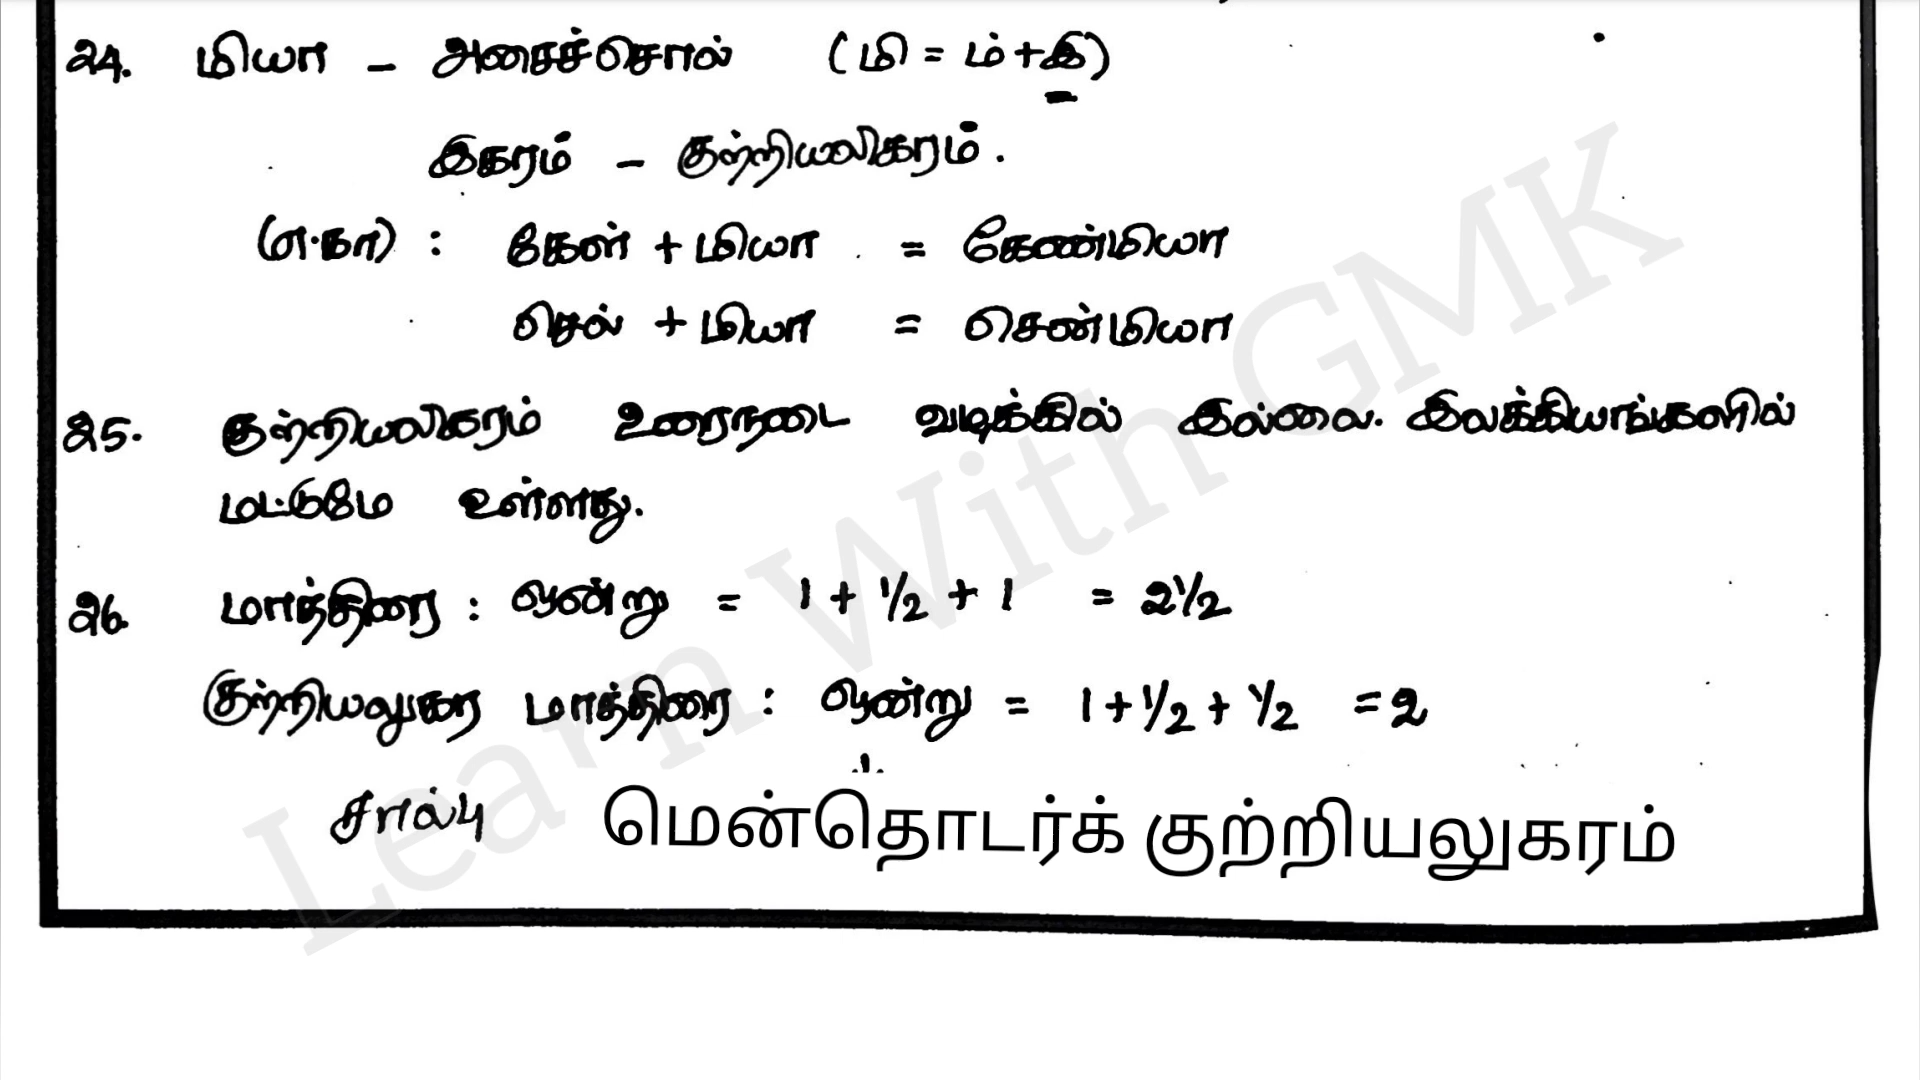 24. மியா - அசைச்சொல் (மி = ம் + இ)
இகரம் - குற்றியலிகரம்.
(எ.கா) : கேள் + மியா = கேண்மியா
செல் + மியா = சென்மியா
25. குற்றியலிகரம் உரைநடை வழக்கில் இல்லை. இலக்கியங்களில்
மட்டுமே உள்ளது.
26. மாத்திரை : ஒன்று = 1 + 1/2 + 1 = 2 1/2
குற்றியலுகர மாத்திரை : ஒன்று = 1 + 1/2 + 1/2 = 2
சால்பு மென்தொடர்க் குற்றியலுகரம்
Learn With GMK